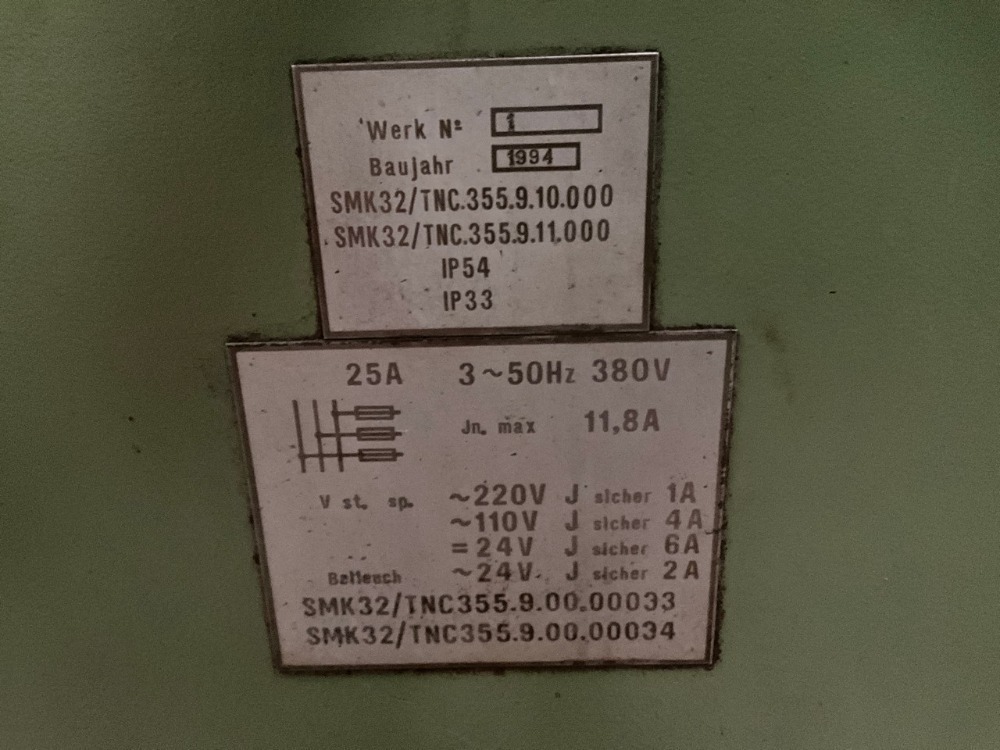 Werk Nº 1
Baujahr 1994
SMK32/TNC.355.9.10.000
SMK32/TNC.355.9.11.000
IP54
IP33
25A 3~50Hz 380V
Jn. max 11,8A
V st. sp. ~220V J sicher 1A
~110V J sicher 4A
=24V J sicher 6A
~24V. J sicher 2A
SMK32/TNC355.9.00.00033
SMK32/TNC355.9.00.00034